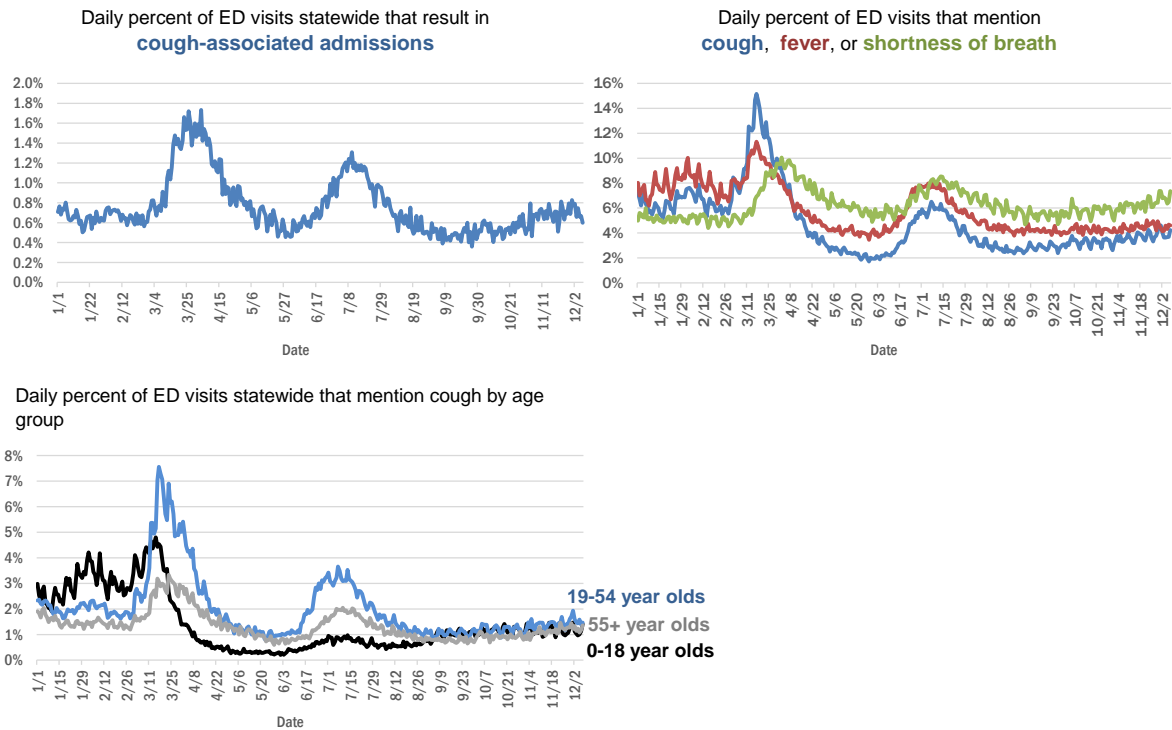 Daily percent of ED visits statewide that result in
cough-associated admissions
2.0%
1.8%
1.6%
1.4%
1.2%
1.0%
0.8%
0.6%
0.4%
0.2%
0.0%
1/1 1/22 2/12 3/4 3/25 4/15 5/6 5/27 6/17 7/8 7/29 8/19 9/9 9/30 10/21 11/11 12/2
Date
Daily percent of ED visits that mention
cough, fever, or shortness of breath
16%
14%
12%
10%
8%
6%
4%
2%
0%
1/1 1/15 1/29 2/12 2/26 3/11 3/25 4/8 4/22 5/6 5/20 6/3 6/17 7/1 7/15 7/29 8/12 8/26 9/9 9/23 10/7 10/21 11/4 11/18 12/2
Date
Daily percent of ED visits statewide that mention cough by age
group
8%
7%
6%
5%
4%
3%
2%
1%
0%
1/1 1/15 1/29 2/12 2/26 3/11 3/25 4/8 4/22 5/6 5/20 6/3 6/17 7/1 7/15 7/29 8/12 8/26 9/9 9/23 10/7 10/21 11/4 11/18 12/2
Date
19-54 year olds
55+ year olds
0-18 year olds